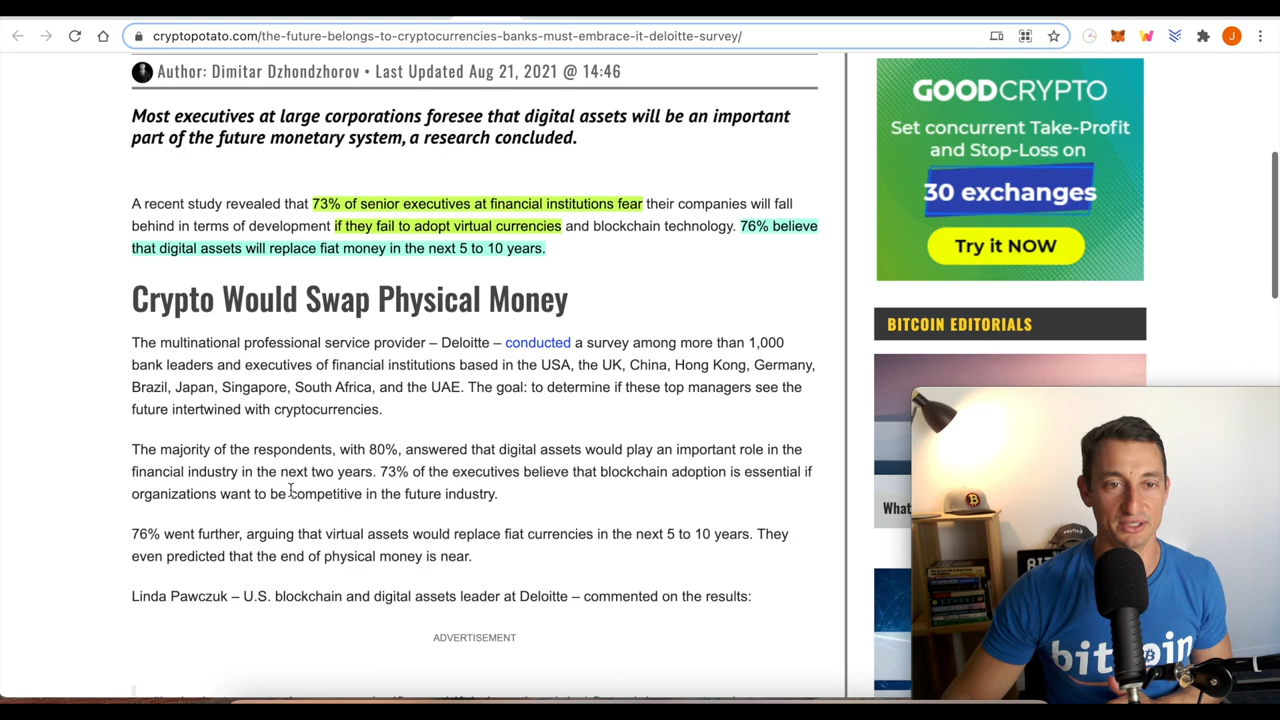 cryptopotato.com/the-future-belongs-to-cryptocurrencies-banks-must-embrace-it-deloitte-survey/
J
Author: Dimitar Dzhondzhorov • Last Updated Aug 21, 2021 @ 14:46
Most executives at large corporations foresee that digital assets will be an important
part of the future monetary system, a research concluded.
A recent study revealed that 73% of senior executives at financial institutions fear their companies will fall
behind in terms of development if they fail to adopt virtual currencies and blockchain technology. 76% believe
that digital assets will replace fiat money in the next 5 to 10 years.
Crypto Would Swap Physical Money
The multinational professional service provider – Deloitte – conducted a survey among more than 1,000
bank leaders and executives of financial institutions based in the USA, the UK, China, Hong Kong, Germany,
Brazil, Japan, Singapore, South Africa, and the UAE. The goal: to determine if these top managers see the
future intertwined with cryptocurrencies.
The majority of the respondents, with 80%, answered that digital assets would play an important role in the
financial industry in the next two years. 73% of the executives believe that blockchain adoption is essential if
organizations want to be competitive in the future industry.
76% went further, arguing that virtual assets would replace fiat currencies in the next 5 to 10 years. They
even predicted that the end of physical money is near.
Linda Pawczuk – U.S. blockchain and digital assets leader at Deloitte – commented on the results:
ADVERTISEMENT
GOODCRYPTO
Set concurrent Take-Profit
and Stop-Loss on
30 exchanges
Try it NOW
BITCOIN EDITORIALS
What
bitcoin